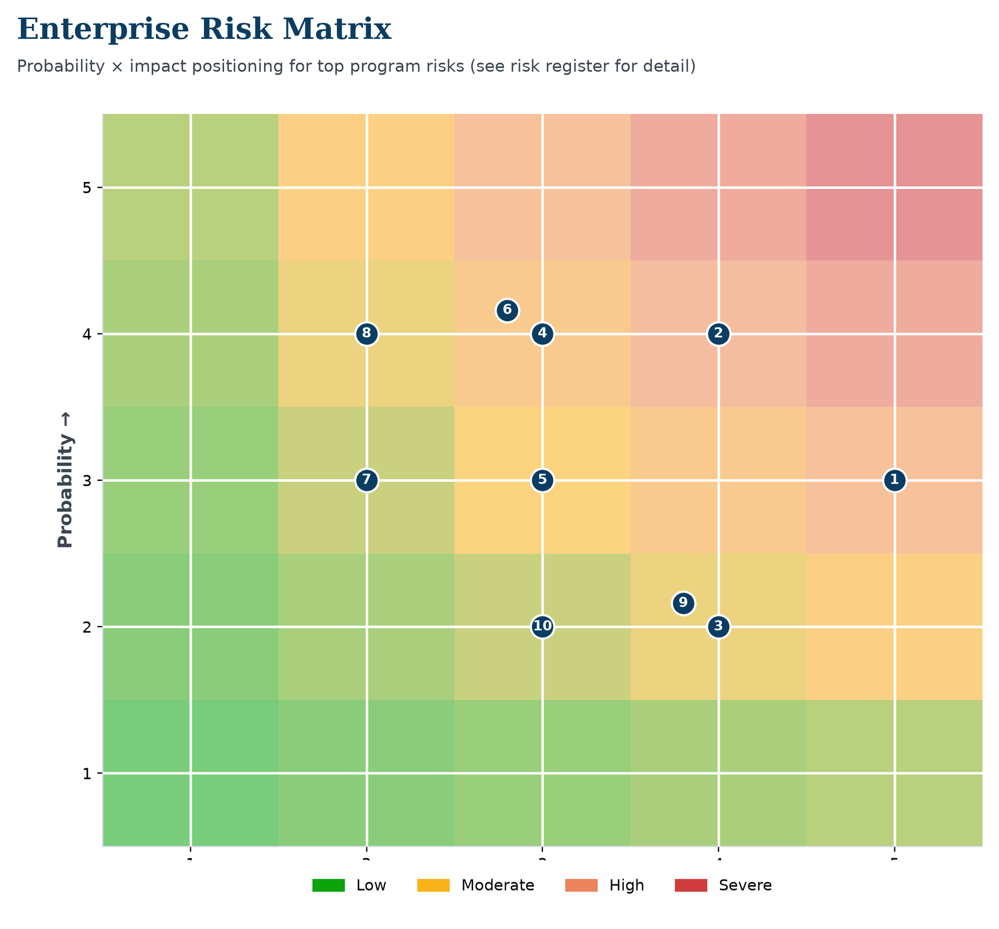 Enterprise Risk Matrix
Probability × impact positioning for top program risks (see risk register for detail)
5
6
4
8
4
2
Probability →
3
7
5
1
9
2
10
3
1
Low
Moderate
High
Severe